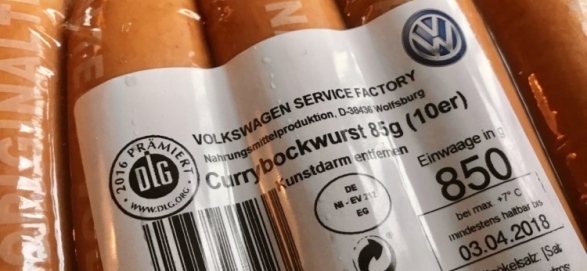 ORIGINAL
VOLKSWAGEN SERVICE FACTORY
Nahrungsmittelproduktion, D-38436 Wolfsburg
Currybockwurst 85g (10er)
Kunstdarm entfernen
2016 PRÄMIERT
DLG
WWW.DLG.ORG
DE
EG
Einwaage in g
850
bei max. +7° C
mindestens haltbar bis
03.04.2018